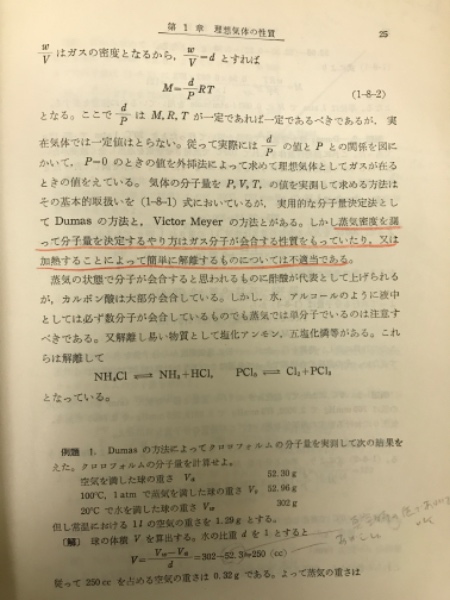 第 1 章 理想気体の性質 25
w/V はガスの密度となるから, w/V=d とすれば
M= d/P RT (1-8-2)
となる。ここで d/P は M, R, T が一定であれば一定であるべきであるが, 実
在気体では一定値はとらない。従って実際には d/P の値と P との関係を図に
かいて, P=0 のときの値を外挿法によって求めて理想気体としてガスが在る
ときの値をえている。 気体の分子量を P, V, T, の値を実測して求める方法は
その基本的取扱いを (1-8-1) 式においているが, 実用的な分子量決定法とし
て Dumas の方法と, Victor Meyer の方法とがある。しかし蒸気密度を測
って分子量を決定するやり方はガス分子が会合する性質をもっていたり, 又は
加熱することによって簡単に解離するものについては不適当である。
蒸気の状態で分子が会合すると思われるものに酢酸が代表として上げられる
が, カルボン酸は大部分会合している。しかし, 水, アルコールのように液中
としては必ず数分子が会合しているものでも蒸気では単分子でいるのは注意す
べきである。又解離し易い物質として塩化アンモン, 五塩化燐等がある。これ
らは解離して
NH₄Cl ⇌ NH₃+HCl, PCl₅ ⇌ Cl₂+PCl₃
となっている。
例題 1. Dumas の方法によってクロロフォルムの分子量を実測して次の結果を
えた。クロロフォルムの分子量を計算せよ。
空気を満した球の重さ Vₐ 52.30 g
100°C, 1 atm で蒸気を満した球の重さ 52.96 g
20°C で水を満した球の重さ 302 g
但し常温における 1 l の空気の重さを 1.29 g とする。
〔解〕 球の体積 V を算出する。水の比重 d を 1 とすると
=302-52.3≈250 (cc)
従って 250 cc を占める空気の重さは 0.32 g である。よって蒸気の重さは